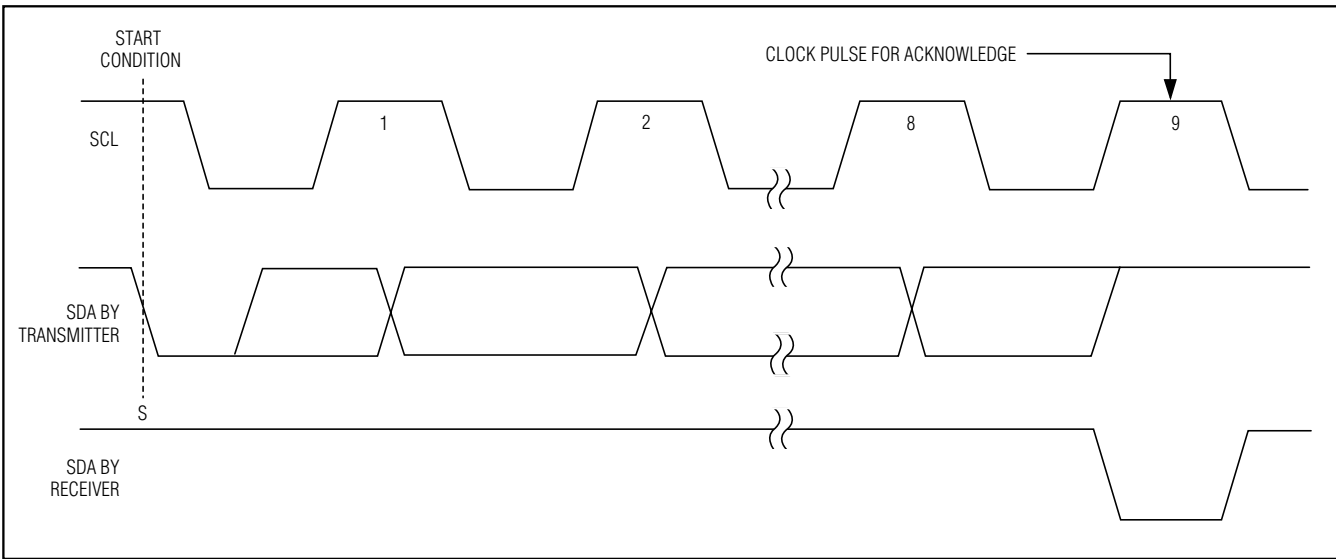 START
CONDITION
CLOCK PULSE FOR ACKNOWLEDGE
SCL
1
2
8
9
SDA BY
TRANSMITTER
S
SDA BY
RECEIVER